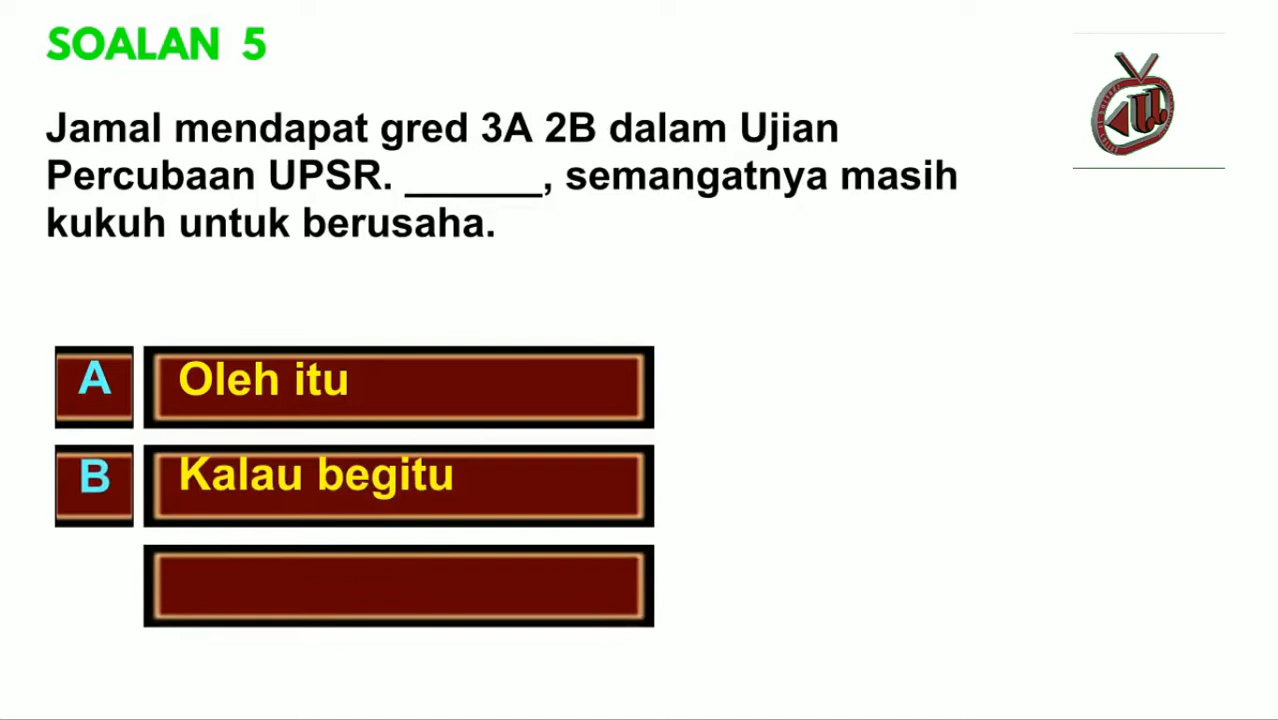 SOALAN 5
Jamal mendapat gred 3A 2B dalam Ujian
Percubaan UPSR. ______, semangatnya masih
kukuh untuk berusaha.
A Oleh itu
B Kalau begitu